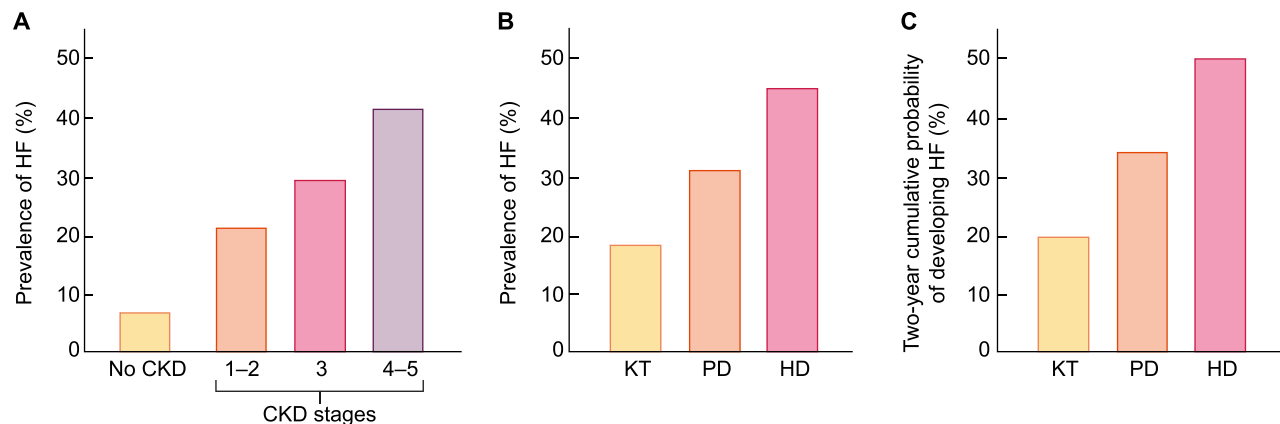 A
Prevalence of HF (%)
50
40
30
20
10
0
No CKD
1–2
3
4–5
CKD stages
B
Prevalence of HF (%)
50
40
30
20
10
0
KT
PD
HD
C
Two-year cumulative probability
of developing HF (%)
50
40
30
20
10
0
KT
PD
HD